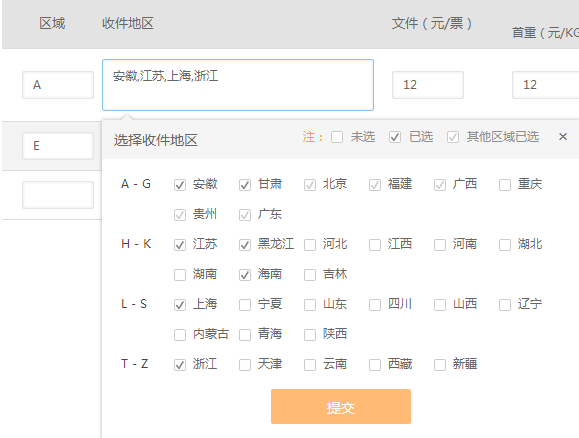 区域 收件地区 文件（元/票） 首重（元/KG
A 安徽,江苏,上海,浙江 12 12
E
选择收件地区 注： 未选 已选 其他区域已选 ×
A - G 安徽 甘肃 北京 福建 广西 重庆
贵州 广东
H - K 江苏 黑龙江 河北 江西 河南 湖北
湖南 海南 吉林
L - S 上海 宁夏 山东 四川 山西 辽宁
内蒙古 青海 陕西
T - Z 浙江 天津 云南 西藏 新疆
提交